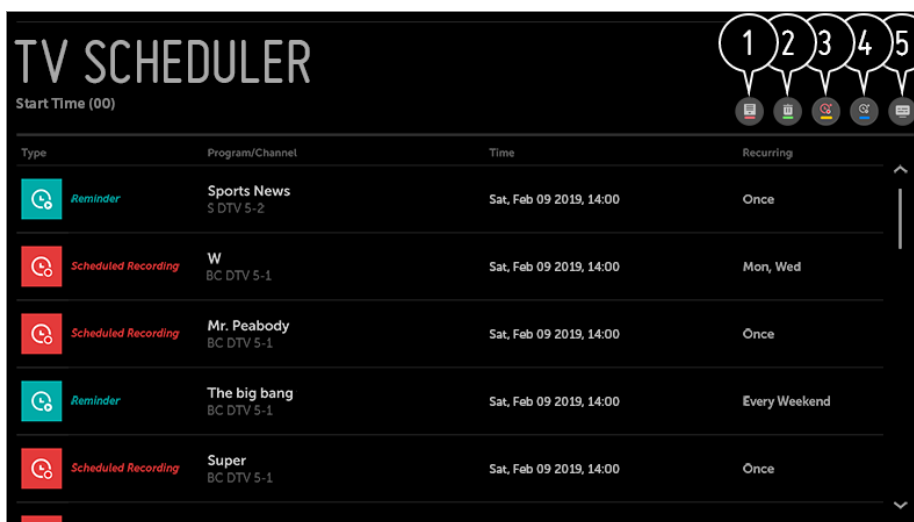 TV SCHEDULER
1 2 3 4 5
Start Time (00)
Type Program/Channel Time Recurring
Reminder Sports News Sat, Feb 09 2019, 14:00 Once
S DTV 5-2
Scheduled Recording W Sat, Feb 09 2019, 14:00 Mon, Wed
BC DTV 5-1
Scheduled Recording Mr. Peabody Sat, Feb 09 2019, 14:00 Once
BC DTV 5-1
Reminder The big bang Sat, Feb 09 2019, 14:00 Every Weekend
BC DTV 5-1
Scheduled Recording Super Sat, Feb 09 2019, 14:00 Once
BC DTV 5-1